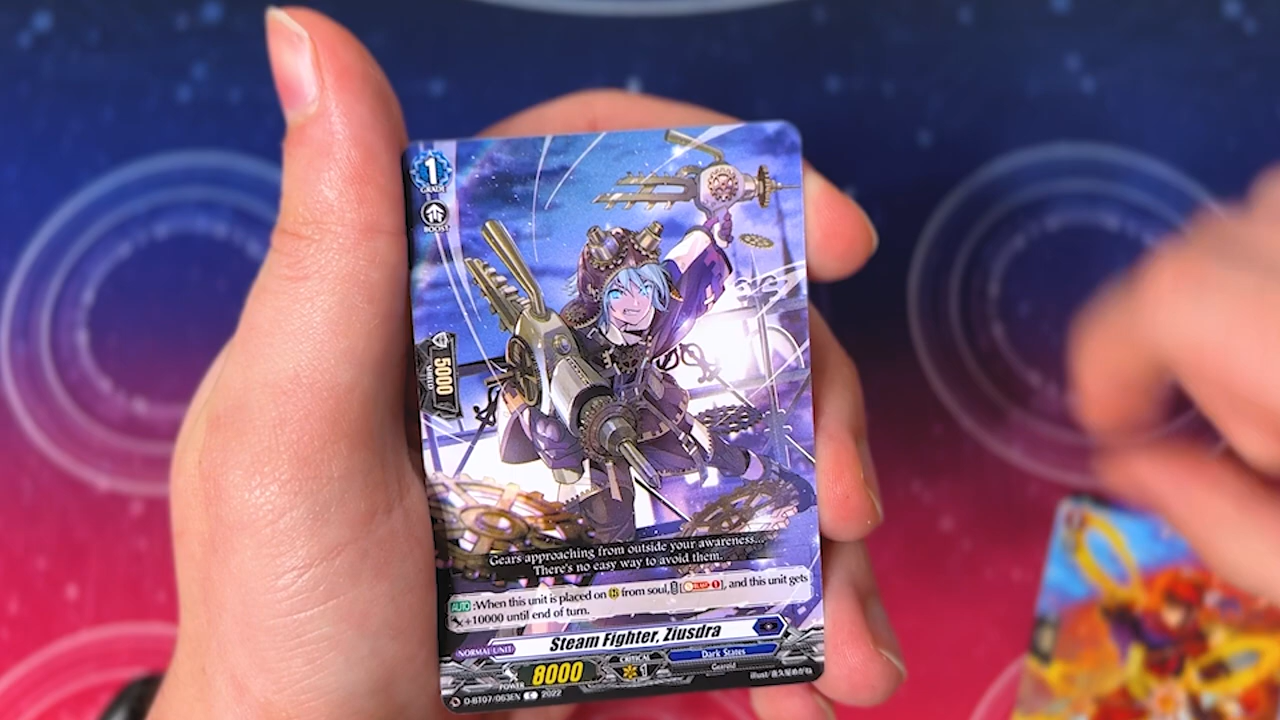 1
GRADE
BOOST
5000
SHIELD
Gears approaching from outside your awareness...
There's no easy way to avoid them.
AUTO :When this unit is placed on from soul, [ 1 ], and this unit gets
+10000 until end of turn.
Steam Fighter, Ziusdra
NORMAL UNIT
POWER 8000
CRITICAL
1
Dark States
Gearoid
D-BT07/063EN C 2022
illust/